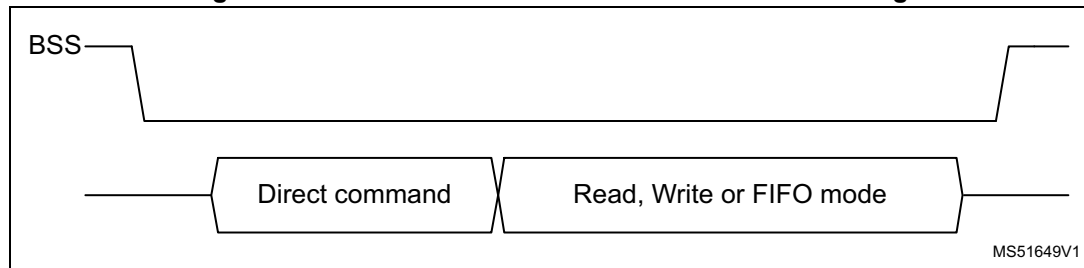 BSS
Direct command
Read, Write or FIFO mode
MS51649V1